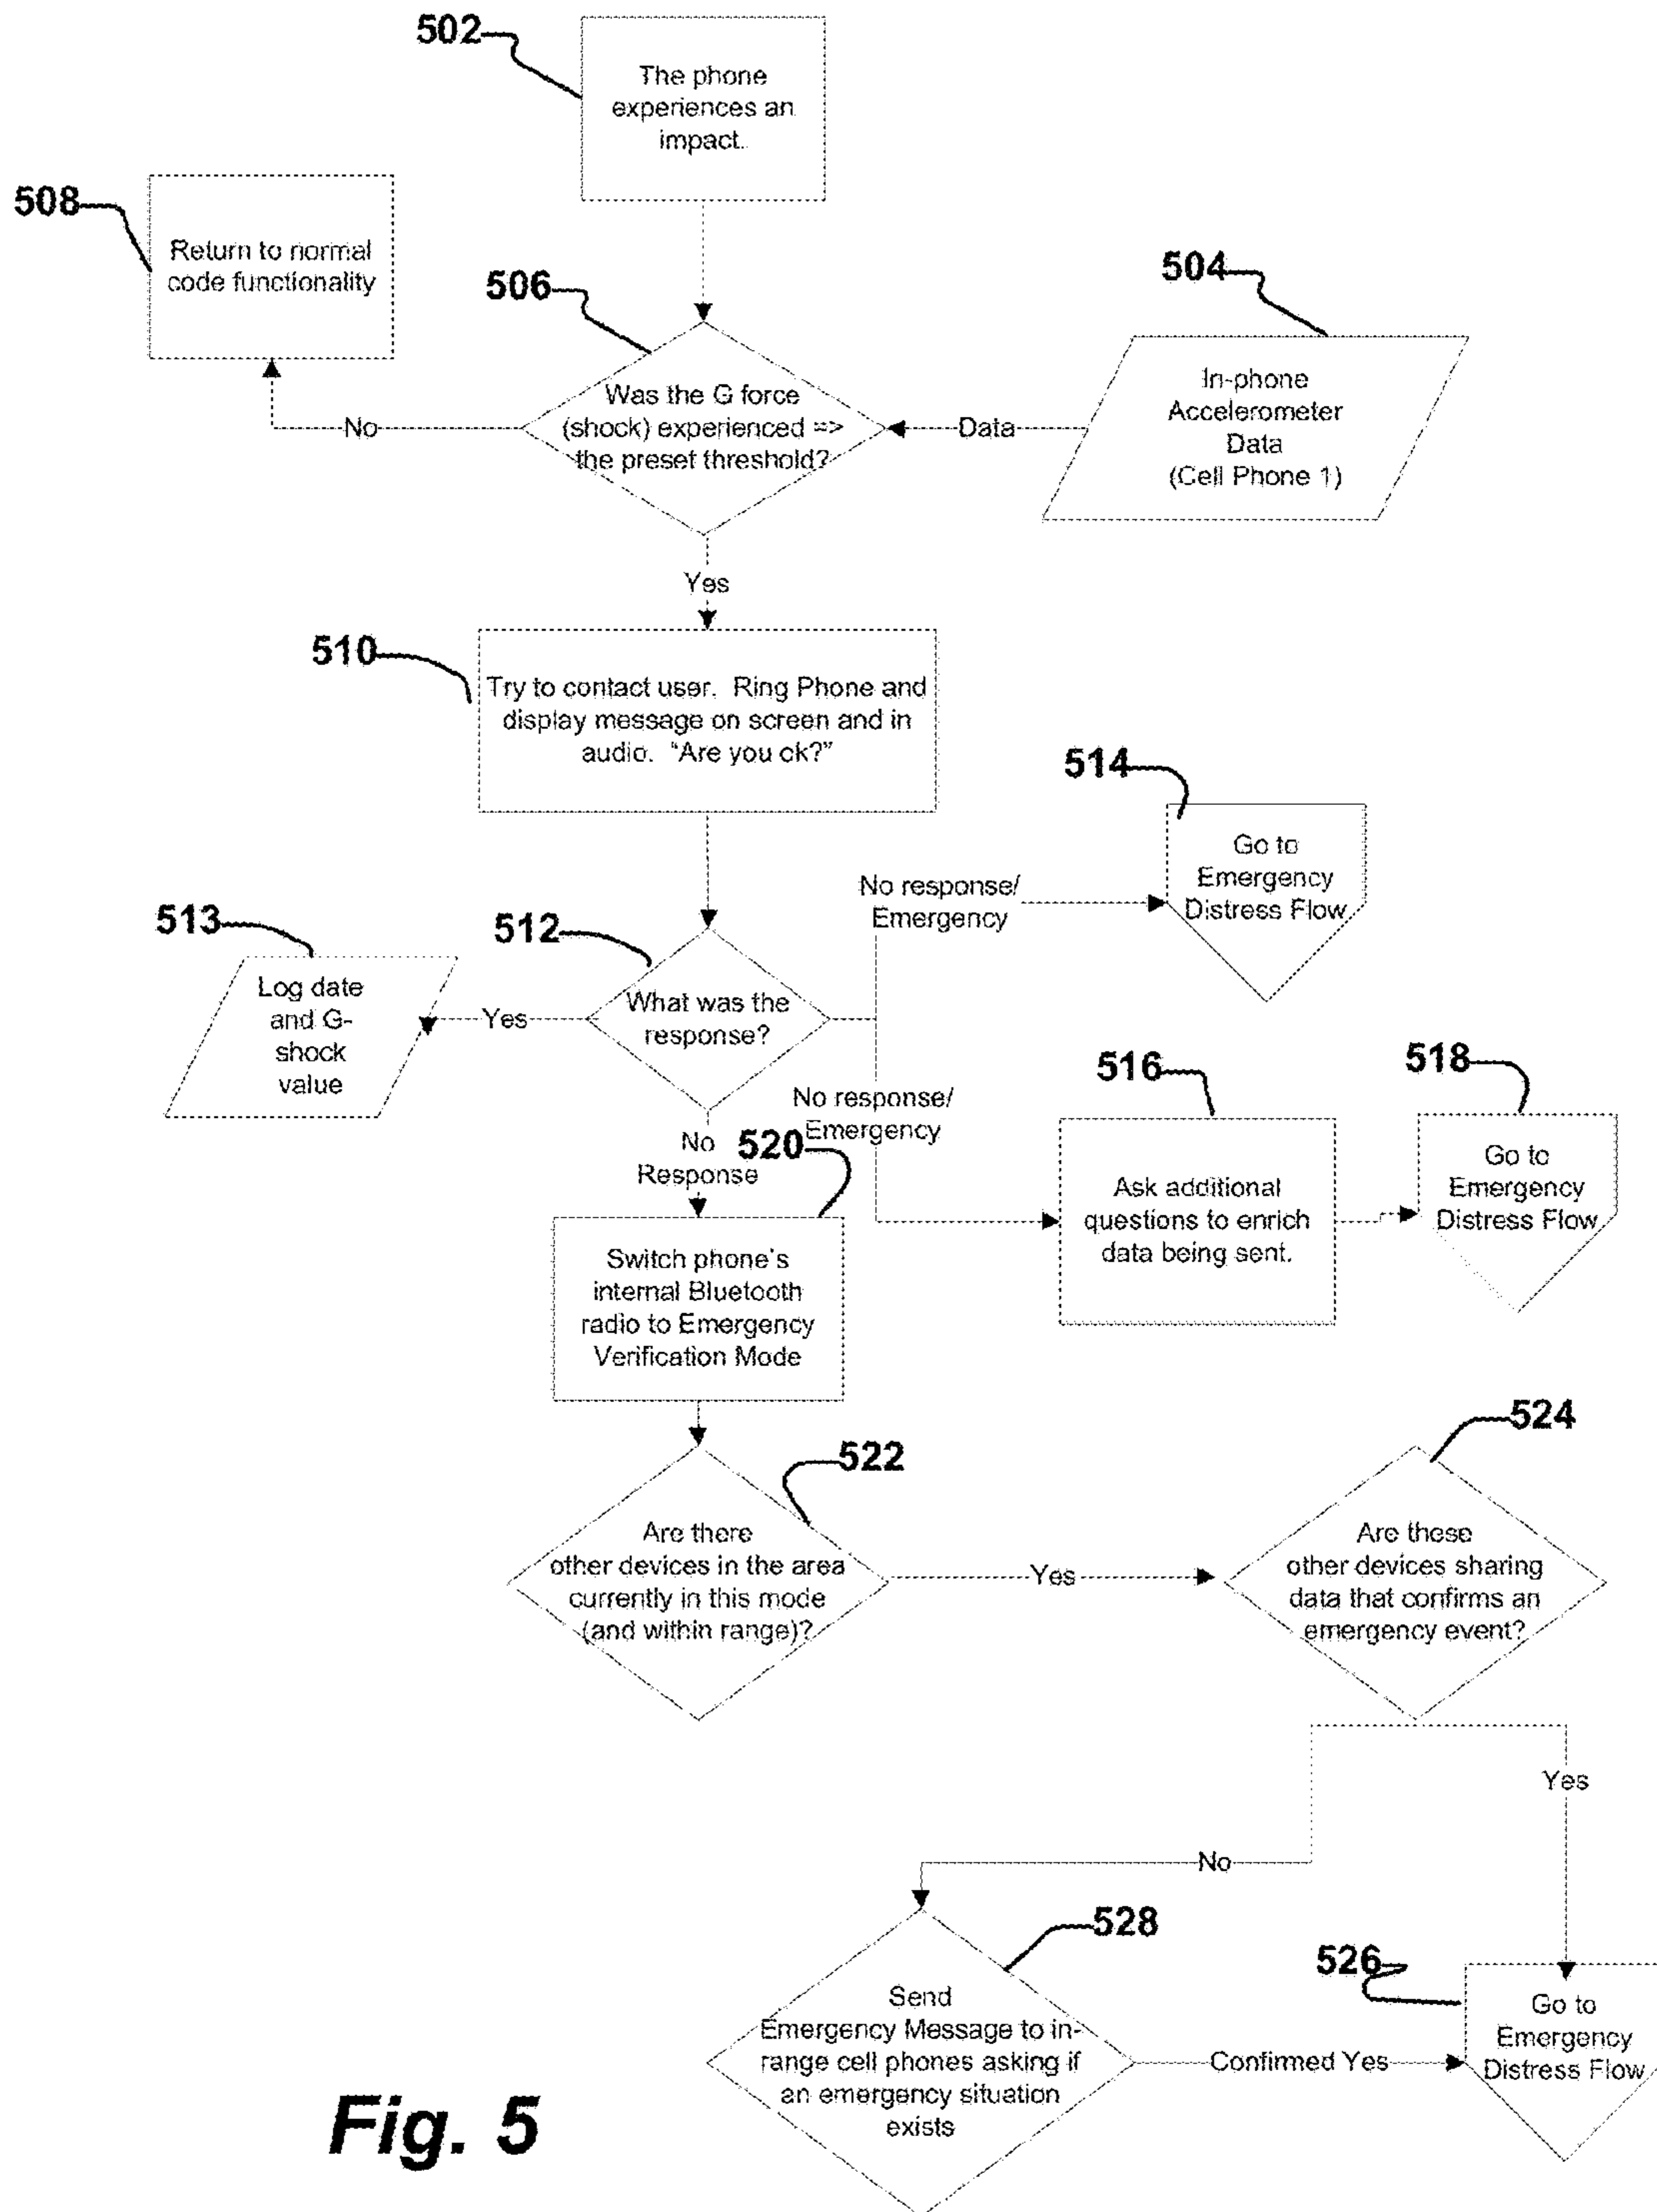 502
The phone
experiences an
impact.
508
Return to normal
code functionality
504
506
In-phone
Accelerometer
Data
(Cell Phone 1)
Was the G force
(shock) experienced =>
the preset threshold?
No
Data
Yes
510
Try to contact user. Ring Phone and
display message on screen and in
audio. "Are you ok?"
514
Go to
Emergency
Distress Flow
No response/
Emergency
513
512
Log date
and G-
shock
value
Yes
What was the
response?
516
518
No response/
Emergency
No
Response
520
Ask additional
questions to enrich
data being sent.
Go to
Emergency
Distress Flow
Switch phone's
internal Bluetooth
radio to Emergency
Verification Mode
522
524
Are there
other devices in the area
currently in this mode
(and within range)?
Yes
Are these
other devices sharing
data that confirms an
emergency event?
Yes
No
528
526
Send
Emergency Message to in-
range cell phones asking if
an emergency situation
exists
Confirmed Yes
Go to
Emergency
Distress Flow
Fig. 5